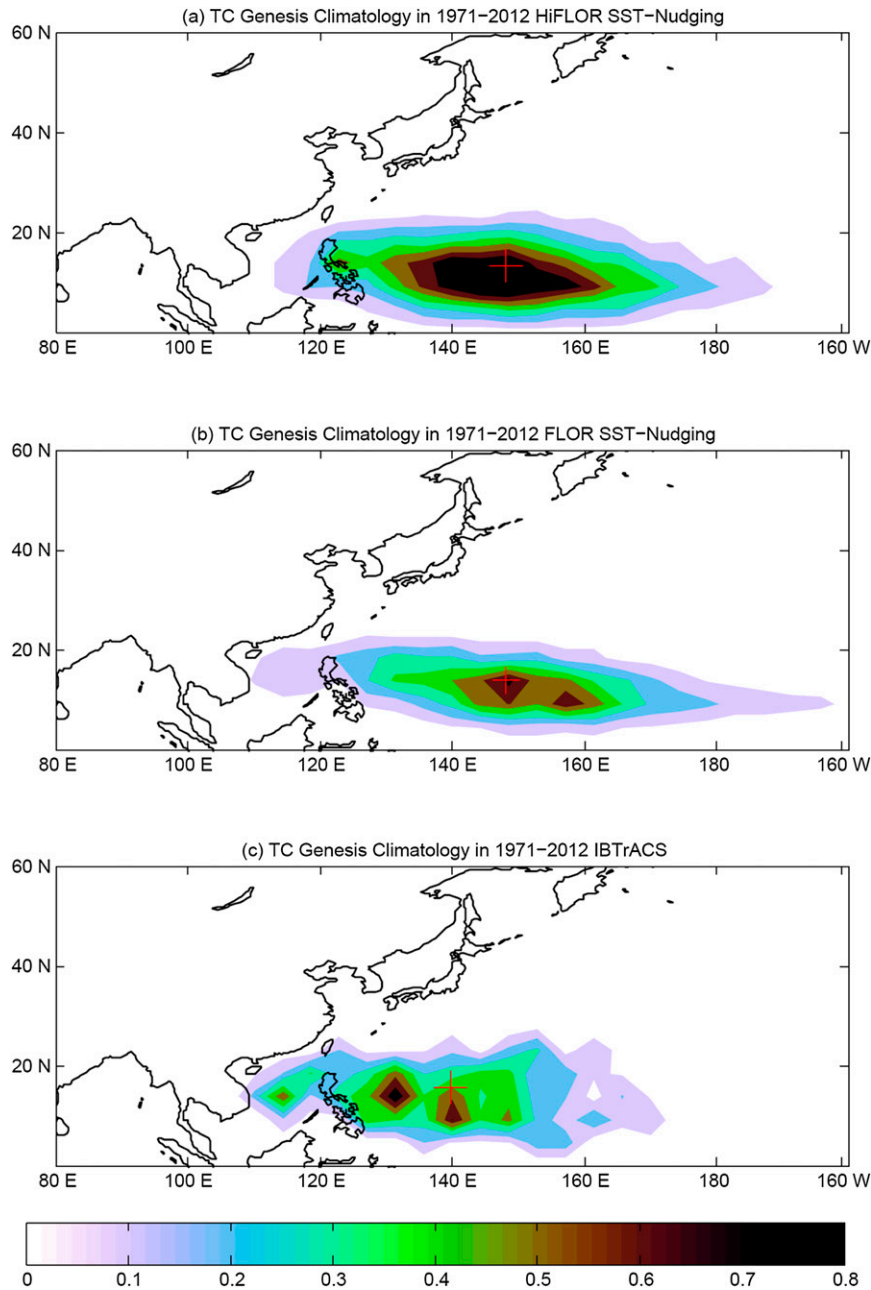 (a) TC Genesis Climatology in 1971−2012 HiFLOR SST−Nudging
60 N
40 N
20 N
80 E 100 E 120 E 140 E 160 E 180 160 W
(b) TC Genesis Climatology in 1971−2012 FLOR SST−Nudging
60 N
40 N
20 N
80 E 100 E 120 E 140 E 160 E 180 160 W
(c) TC Genesis Climatology in 1971−2012 IBTrACS
60 N
40 N
20 N
80 E 100 E 120 E 140 E 160 E 180 160 W
0 0.1 0.2 0.3 0.4 0.5 0.6 0.7 0.8